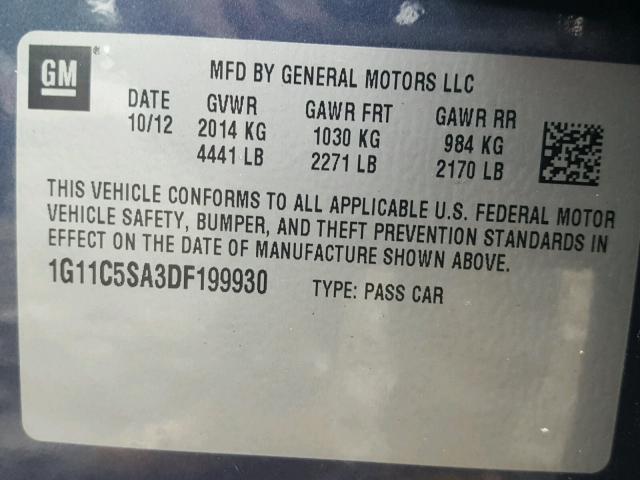 GM ®
MFD BY GENERAL MOTORS LLC
DATE GVWR GAWR FRT GAWR RR
10/12 2014 KG 1030 KG 984 KG
4441 LB 2271 LB 2170 LB
THIS VEHICLE CONFORMS TO ALL APPLICABLE U.S. FEDERAL MOTOR
VEHICLE SAFETY, BUMPER, AND THEFT PREVENTION STANDARDS IN
EFFECT ON THE DATE OF MANUFACTURE SHOWN ABOVE.
1G11C5SA3DF199930 TYPE: PASS CAR